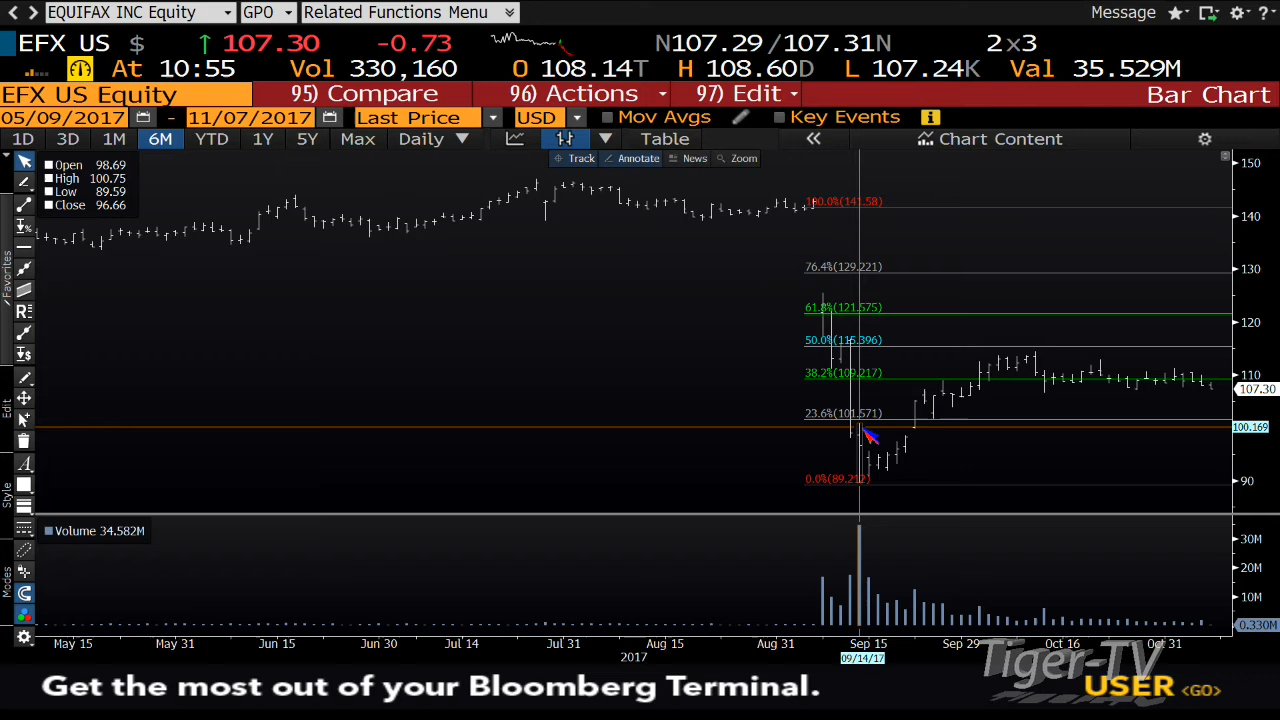 EQUIFAX INC Equity GPO Related Functions Menu Message ?
EFX US $ ↑ 107.30 -0.73 N107.29 /107.31N 2 x3
At 10:55 Vol 330,160 O 108.14T H 108.60D L 107.24K Val 35.529M
EFX US Equity 95) Compare 96) Actions 97) Edit Bar Chart
05/09/2017 - 11/07/2017 Last Price USD Mov Avgs Key Events
1D 3D 1M 6M YTD 1Y 5Y Max Daily Table « Chart Content
Track Annotate News Zoom
Open 98.69
High 100.75
Low 89.59
Close 96.66
150
100.0%(141.58)
140
76.4%(129.221)
130
61.8%(121.575)
120
50.0%(115.396)
38.2%(109.217)
110
107.30
23.6%(101.571)
100.169
0.0%(89.212)
90
Favorites
Edit
Style
Modes
Volume 34.582M
30M
20M
10M
0.330M
May 15 May 31 Jun 15 Jun 30 Jul 14 Jul 31 Aug 15 Aug 31 Sep 15 Sep 29 Oct 16 Oct 31
2017 09/14/17
Tiger-TV
Get the most out of your Bloomberg Terminal. USER <GO>